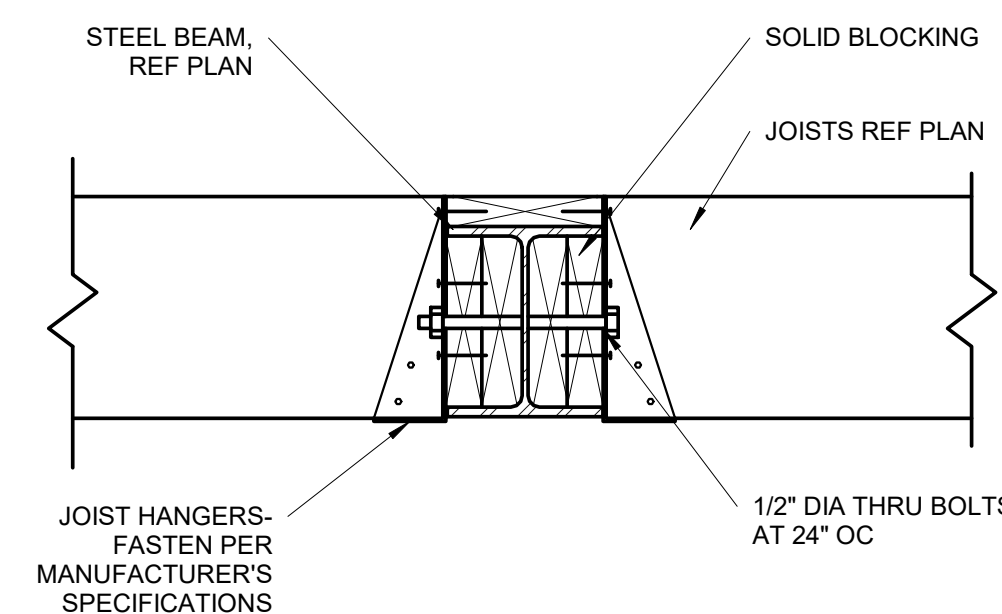 STEEL BEAM,
REF PLAN
SOLID BLOCKING
JOISTS REF PLAN
JOIST HANGERS-
FASTEN PER
MANUFACTURER'S
SPECIFICATIONS
1/2" DIA THRU BOLTS
AT 24" OC